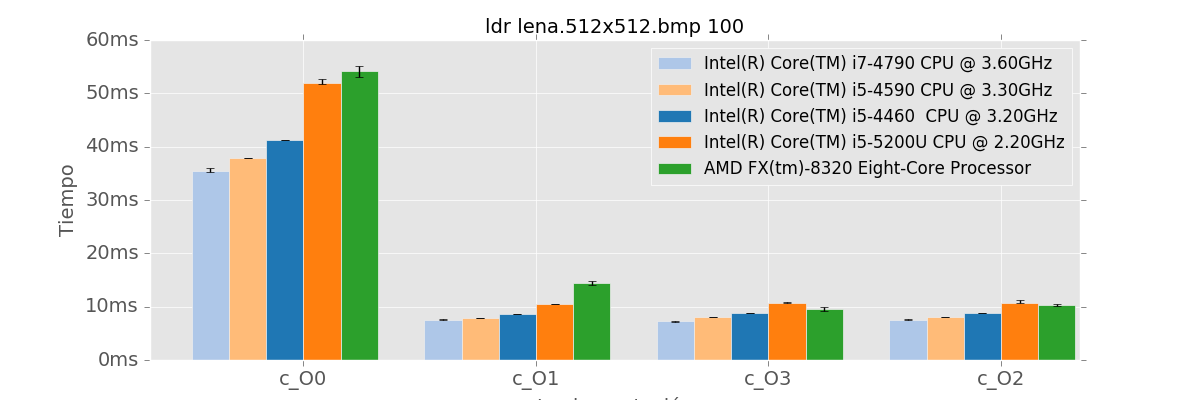 ldr lena.512x512.bmp 100
60ms
50ms
40ms
30ms
20ms
10ms
0ms
Tiempo
Intel(R) Core(TM) i7-4790 CPU @ 3.60GHz
Intel(R) Core(TM) i5-4590 CPU @ 3.30GHz
Intel(R) Core(TM) i5-4460  CPU @ 3.20GHz
Intel(R) Core(TM) i5-5200U CPU @ 2.20GHz
AMD FX(tm)-8320 Eight-Core Processor
c_O0
c_O1
c_O3
c_O2